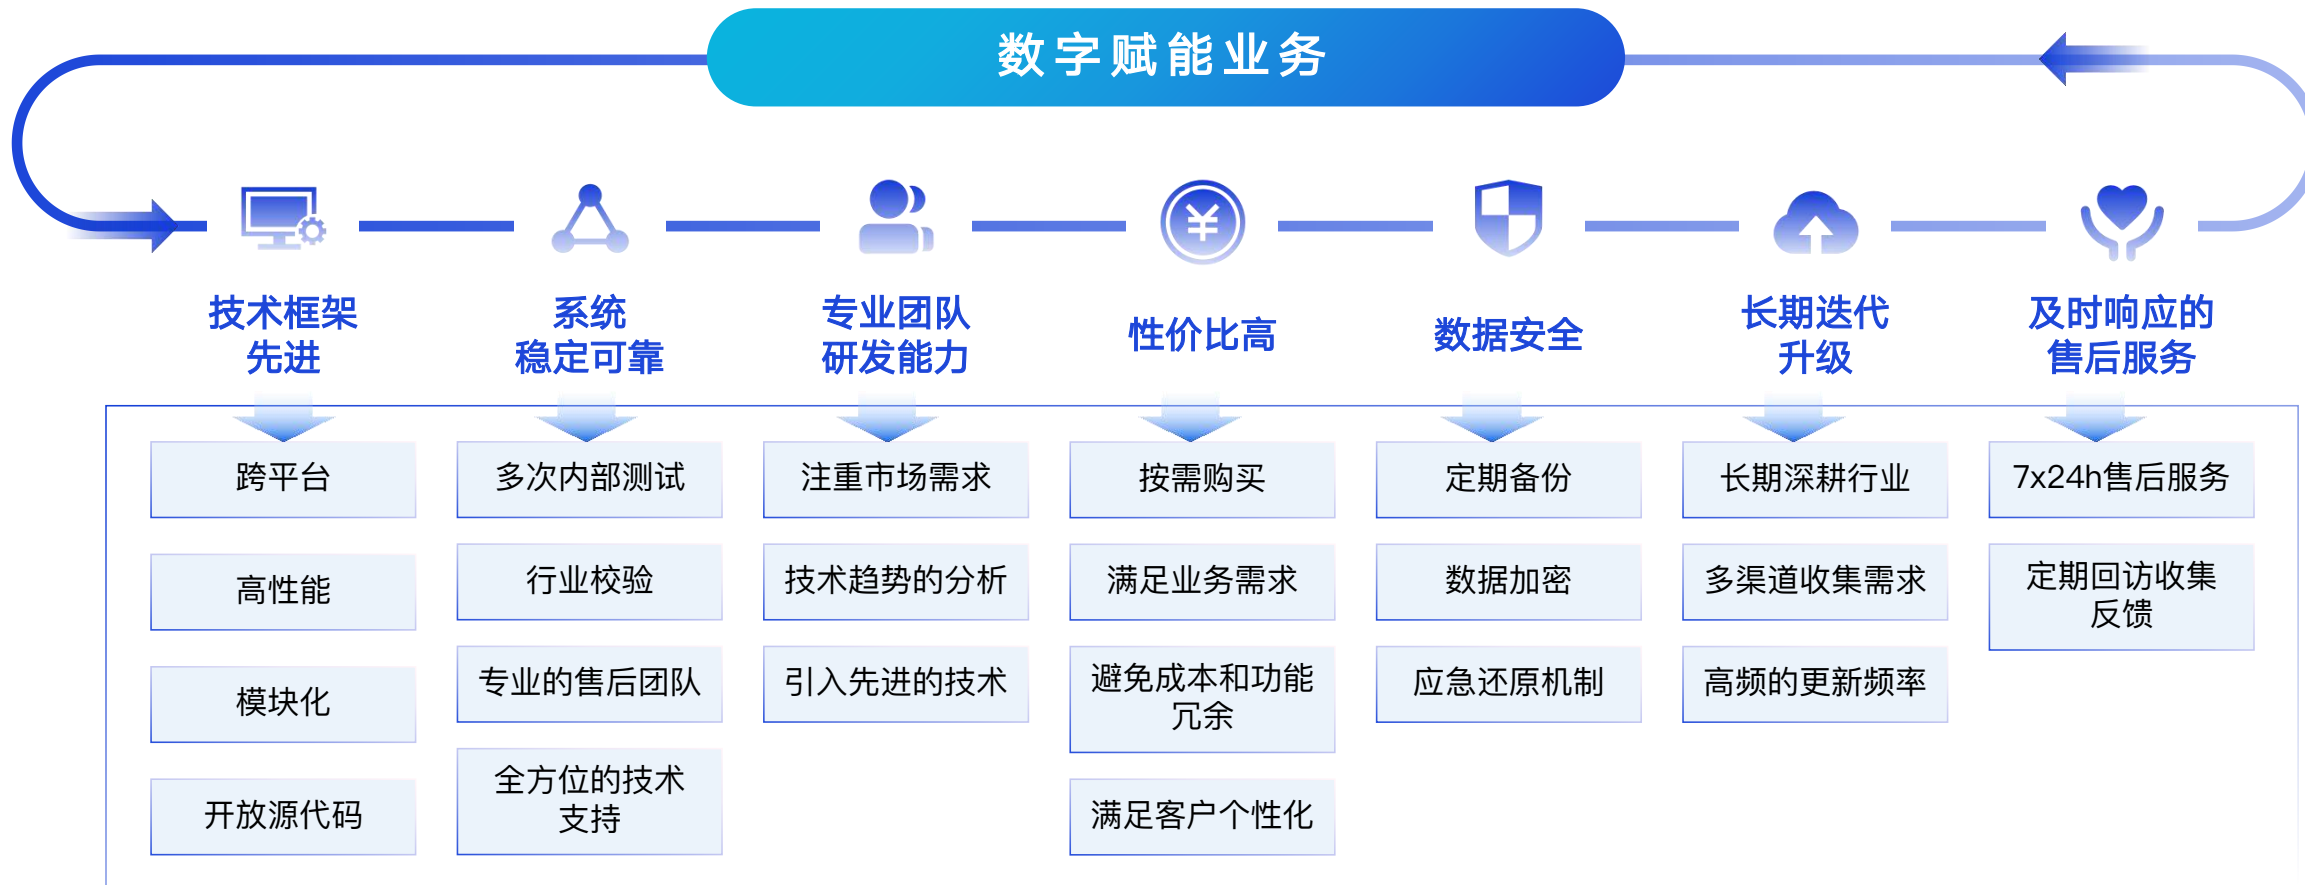 数字赋能业务
技术框架
先进
系统
稳定可靠
专业团队
研发能力
性价比高
数据安全
长期迭代
升级
及时响应的
售后服务
跨平台
高性能
模块化
开放源代码
多次内部测试
行业校验
专业的售后团队
全方位的技术
支持
注重市场需求
技术趋势的分析
引入先进的技术
按需购买
满足业务需求
避免成本和功能
冗余
满足客户个性化
定期备份
数据加密
应急还原机制
长期深耕行业
多渠道收集需求
高频的更新频率
7x24h售后服务
定期回访收集
反馈